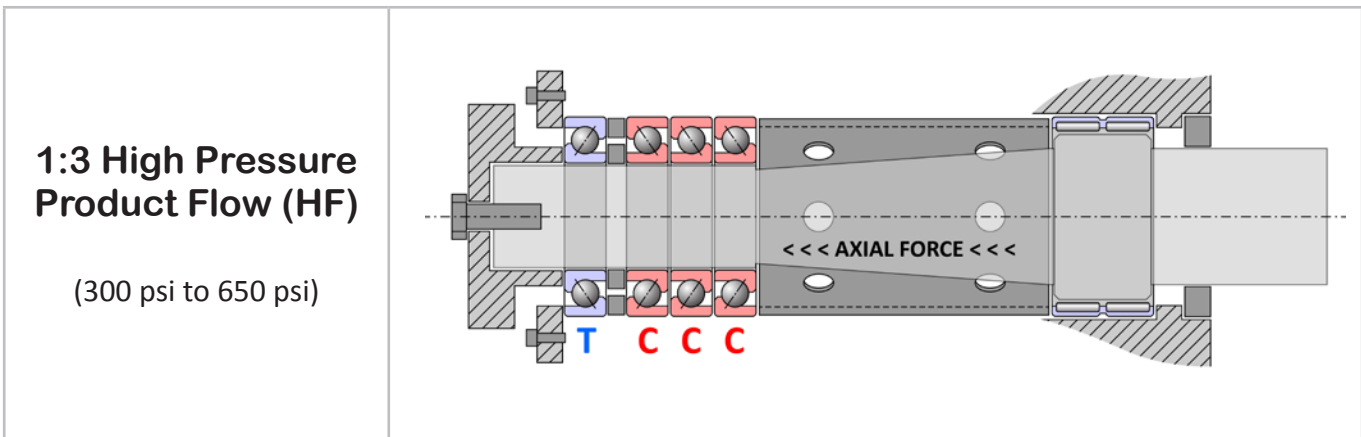 1:3 High Pressure
Product Flow (HF)
(300 psi to 650 psi)
< < < AXIAL FORCE < < <
T C C C